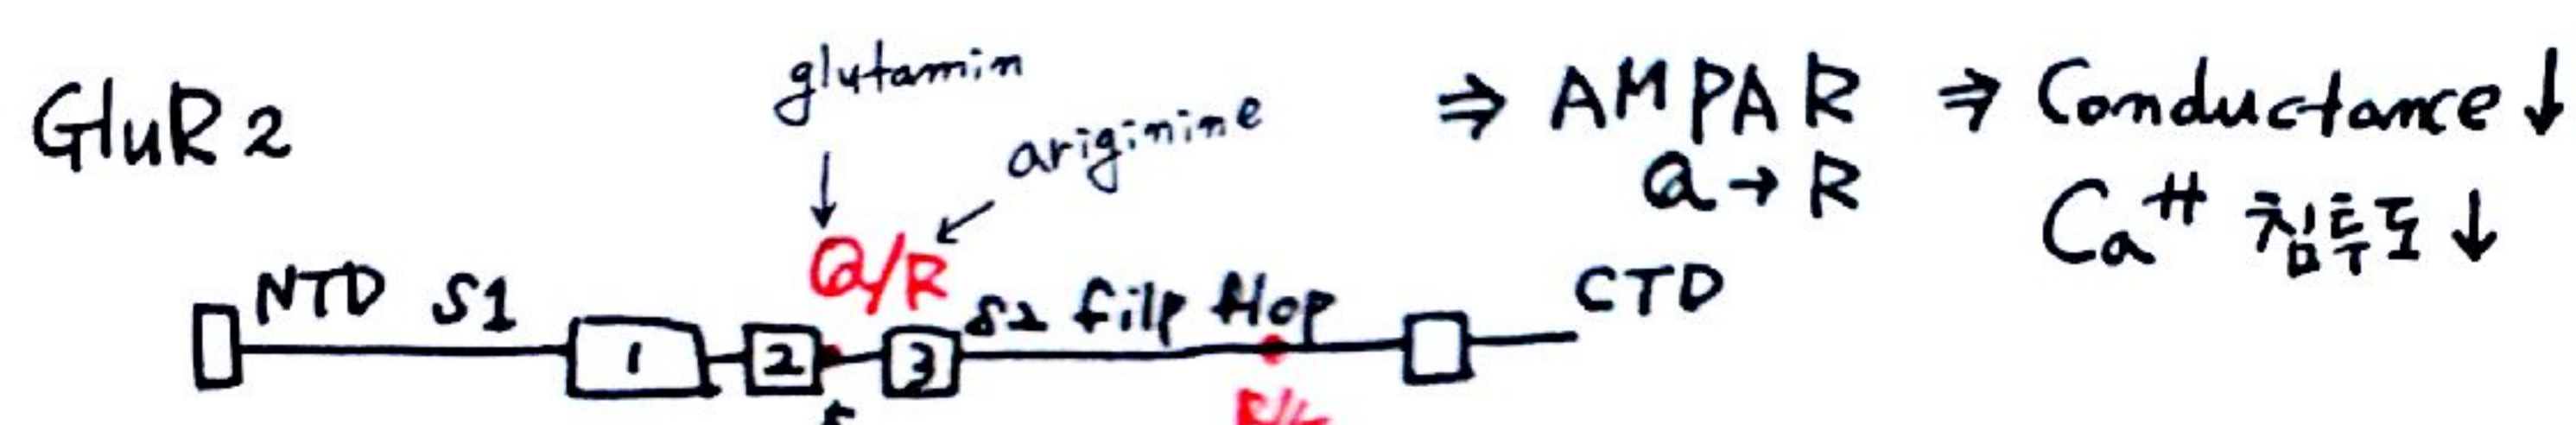 glutamin
GluR2 ariginine ⇒ AMPAR ⇒ Conductance ↓
Q→R
Q/R Ca++ 침투도 ↓
NTD S1 S2 filp flop CTD
1 2 3
R/G